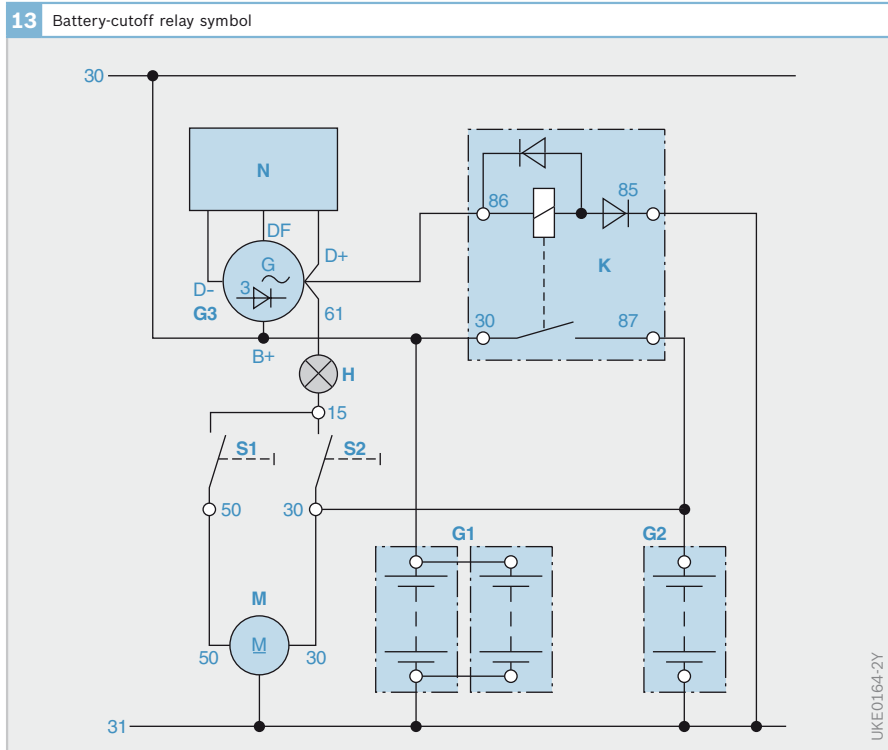 13 Battery-cutoff relay symbol
30
N
86
85
DF
D+
G
K
D–
3
G3
61
30
87
B+
H
15
S1
S2
50
30
G1
G2
M
M
50
30
31
UKE0164-2Y